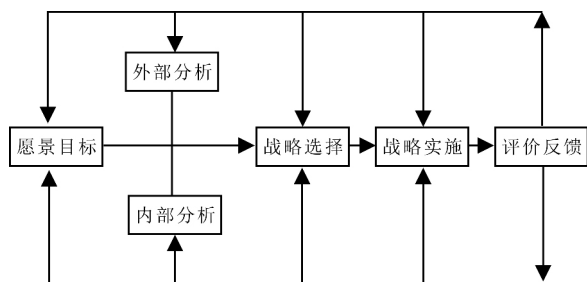 外部分析
愿景目标
战略选择
战略实施
评价反馈
内部分析